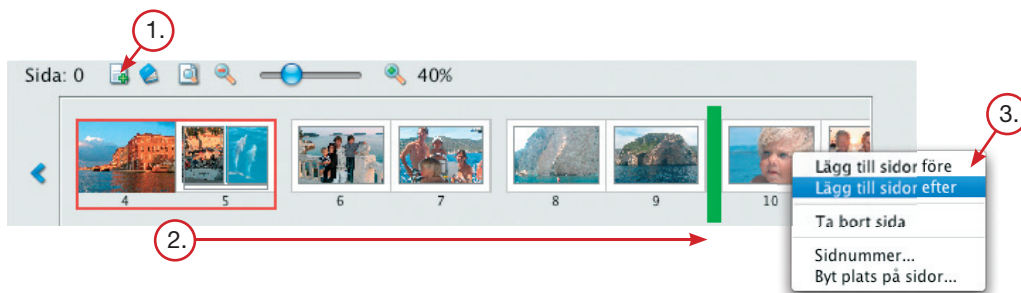 1.
Sida: 0
40%
3.
Lägg till sidor före
Lägg till sidor efter
Ta bort sida
Sidnummer...
Byt plats på sidor...
4 5 6 7 8 9 10
2.